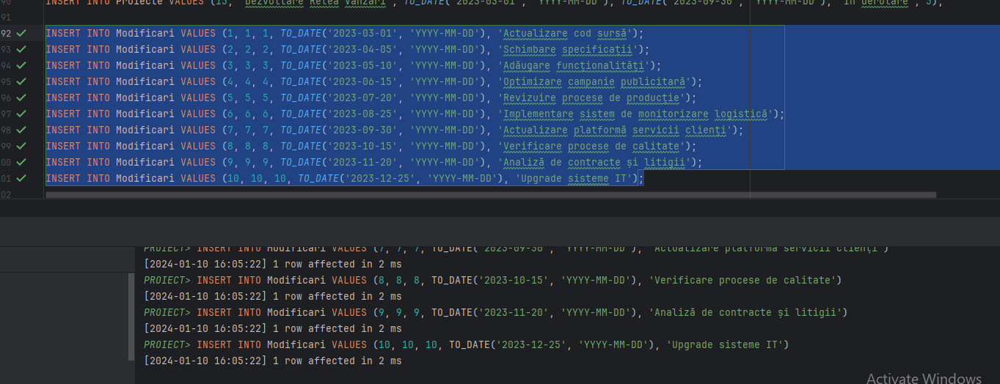 90 INSERT INTO Proiecte VALUES (15, 'Dezvoltare Retea Vanzari', TO_DATE('2023-03-01', 'YYYY-MM-DD'), TO_DATE('2023-09-30', 'YYYY-MM-DD'), 'In derulare', 5);
91
92 INSERT INTO Modificari VALUES (1, 1, 1, TO_DATE('2023-03-01', 'YYYY-MM-DD'), 'Actualizare cod sursă');
93 INSERT INTO Modificari VALUES (2, 2, 2, TO_DATE('2023-04-05', 'YYYY-MM-DD'), 'Schimbare specificații');
94 INSERT INTO Modificari VALUES (3, 3, 3, TO_DATE('2023-05-10', 'YYYY-MM-DD'), 'Adăugare functionalități');
95 INSERT INTO Modificari VALUES (4, 4, 4, TO_DATE('2023-06-15', 'YYYY-MM-DD'), 'Optimizare campanie publicitară');
96 INSERT INTO Modificari VALUES (5, 5, 5, TO_DATE('2023-07-20', 'YYYY-MM-DD'), 'Revizuire procese de producție');
97 INSERT INTO Modificari VALUES (6, 6, 6, TO_DATE('2023-08-25', 'YYYY-MM-DD'), 'Implementare sistem de monitorizare logistică');
98 INSERT INTO Modificari VALUES (7, 7, 7, TO_DATE('2023-09-30', 'YYYY-MM-DD'), 'Actualizare platformă servicii clienți');
99 INSERT INTO Modificari VALUES (8, 8, 8, TO_DATE('2023-10-15', 'YYYY-MM-DD'), 'Verificare procese de calitate');
100 INSERT INTO Modificari VALUES (9, 9, 9, TO_DATE('2023-11-20', 'YYYY-MM-DD'), 'Analiză de contracte și litigii');
101 INSERT INTO Modificari VALUES (10, 10, 10, TO_DATE('2023-12-25', 'YYYY-MM-DD'), 'Upgrade sisteme IT');
102
PROIECT> INSERT INTO Modificari VALUES (7, 7, 7, TO_DATE('2023-09-30', 'YYYY-MM-DD'), 'Actualizare platformă servicii clienți')
[2024-01-10 16:05:22] 1 row affected in 2 ms
PROIECT> INSERT INTO Modificari VALUES (8, 8, 8, TO_DATE('2023-10-15', 'YYYY-MM-DD'), 'Verificare procese de calitate')
[2024-01-10 16:05:22] 1 row affected in 2 ms
PROIECT> INSERT INTO Modificari VALUES (9, 9, 9, TO_DATE('2023-11-20', 'YYYY-MM-DD'), 'Analiză de contracte și litigii')
[2024-01-10 16:05:22] 1 row affected in 2 ms
PROIECT> INSERT INTO Modificari VALUES (10, 10, 10, TO_DATE('2023-12-25', 'YYYY-MM-DD'), 'Upgrade sisteme IT')
[2024-01-10 16:05:22] 1 row affected in 2 ms
Activate Windows